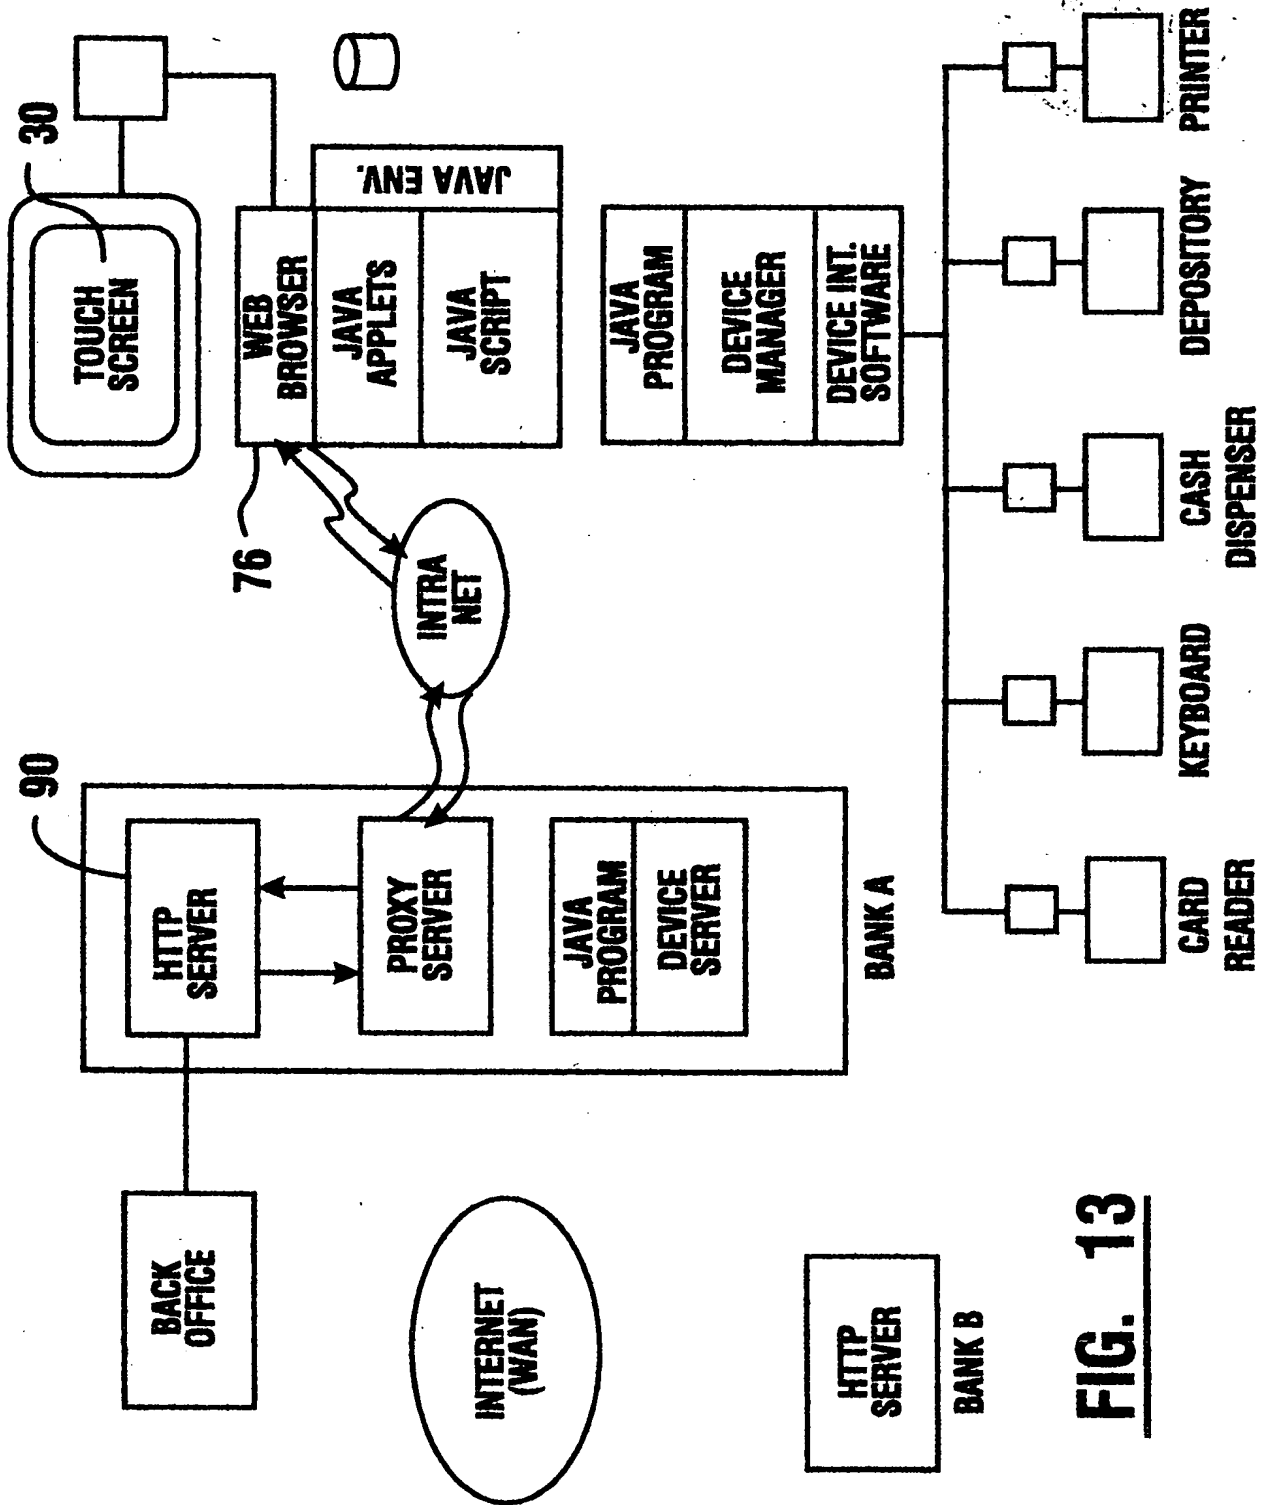 BACK
OFFICE
INTERNET
(WAN)
HTTP
SERVER
BANK B
90
HTTP
SERVER
PROXY
SERVER
JAVA
PROGRAM
DEVICE
SERVER
BANK A
INTRA
NET
30
TOUCH
SCREEN
76
WEB
BROWSER
JAVA
APPLETS
JAVA
SCRIPT
JAVA ENV.
JAVA
PROGRAM
DEVICE
MANAGER
DEVICE INT.
SOFTWARE
CARD
READER
KEYBOARD
CASH
DISPENSER
DEPOSITORY
PRINTER
FIG. 13